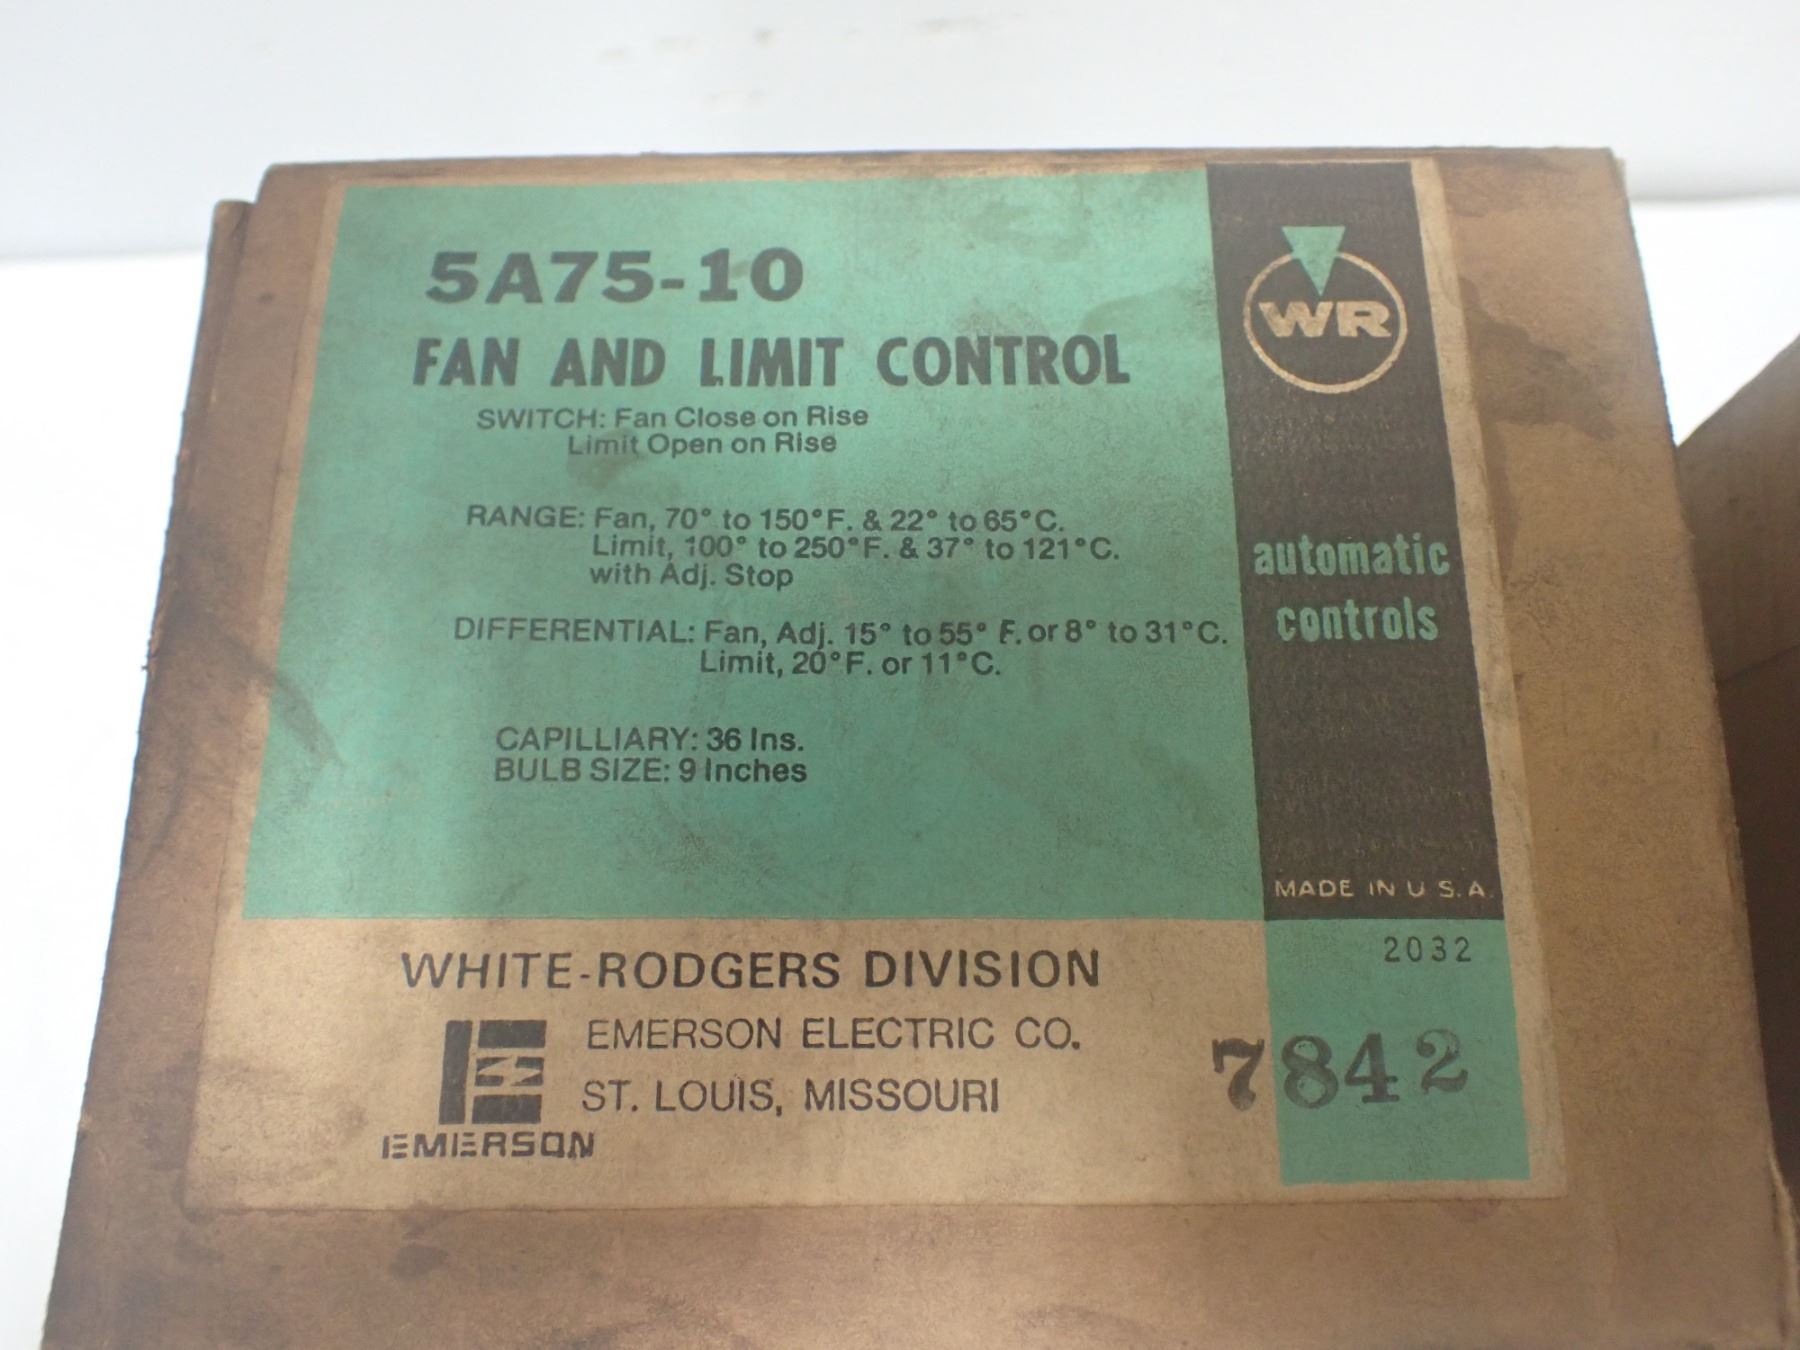 5A75-10
FAN AND LIMIT CONTROL
SWITCH: Fan Close on Rise
Limit Open on Rise
RANGE: Fan, 70° to 150°F. & 22° to 65°C.
Limit, 100° to 250°F. & 37° to 121°C.
with Adj. Stop
DIFFERENTIAL: Fan, Adj. 15° to 55° F. or 8° to 31°C.
Limit, 20°F. or 11°C.
CAPILLIARY: 36 Ins.
BULB SIZE: 9 Inches
WR
automatic
controls
MADE IN U.S.A.
WHITE-RODGERS DIVISION
EMERSON ELECTRIC CO.
ST. LOUIS, MISSOURI
EMERSON
2032
7842